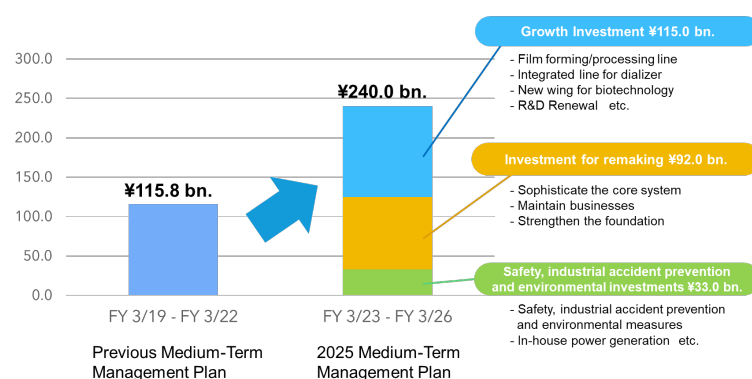 Growth Investment ¥115.0 bn.
- Film forming/processing line
- Integrated line for dializer
- New wing for biotechnology
- R&D Renewal etc.
300.0
250.0
200.0
150.0
100.0
50.0
0.0
¥240.0 bn.
¥115.8 bn.
Investment for remaking ¥92.0 bn.
- Sophisticate the core system
- Maintain businesses
- Strengthen the foundation
Safety, industrial accident prevention
and environmental investments ¥33.0 bn.
- Safety, industrial accident prevention
and environmental measures
- In-house power generation etc.
FY 3/19 - FY 3/22
FY 3/23 - FY 3/26
Previous Medium-Term
Management Plan
2025 Medium-Term
Management Plan